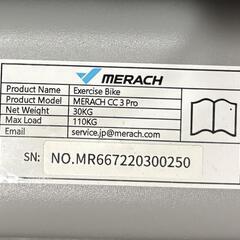 MERACH
Product Name Exercise Bike
Product Model MERACH CC 3 Pro
Net Weight 30KG
Max Load 110KG
Email service.jp@merach.com
SN: NO.MR667220300250